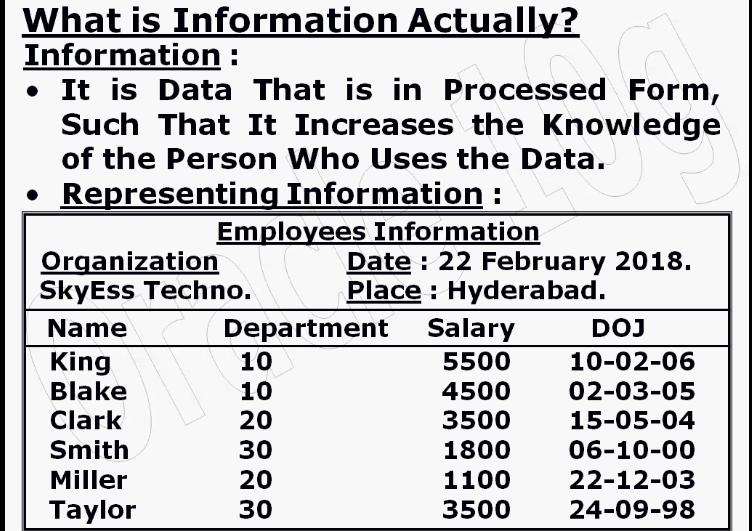 What is Information Actually?
Information :
• It is Data That is in Processed Form,
Such That It Increases the Knowledge
of the Person Who Uses the Data.
• Representing Information :
Employees Information
Organization Date : 22 February 2018.
SkyEss Techno. Place : Hyderabad.
Name Department Salary DOJ
King 10 5500 10-02-06
Blake 10 4500 02-03-05
Clark 20 3500 15-05-04
Smith 30 1800 06-10-00
Miller 20 1100 22-12-03
Taylor 30 3500 24-09-98